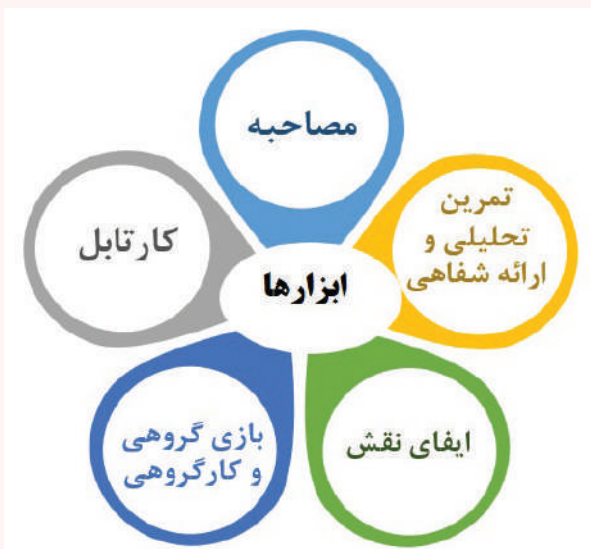 مصاحبه
تمرین
تحلیلی و
ارائه شفاهی
کارتابل
ابزارها
ایفای نقش
بازی گروهی
و کارگروهی